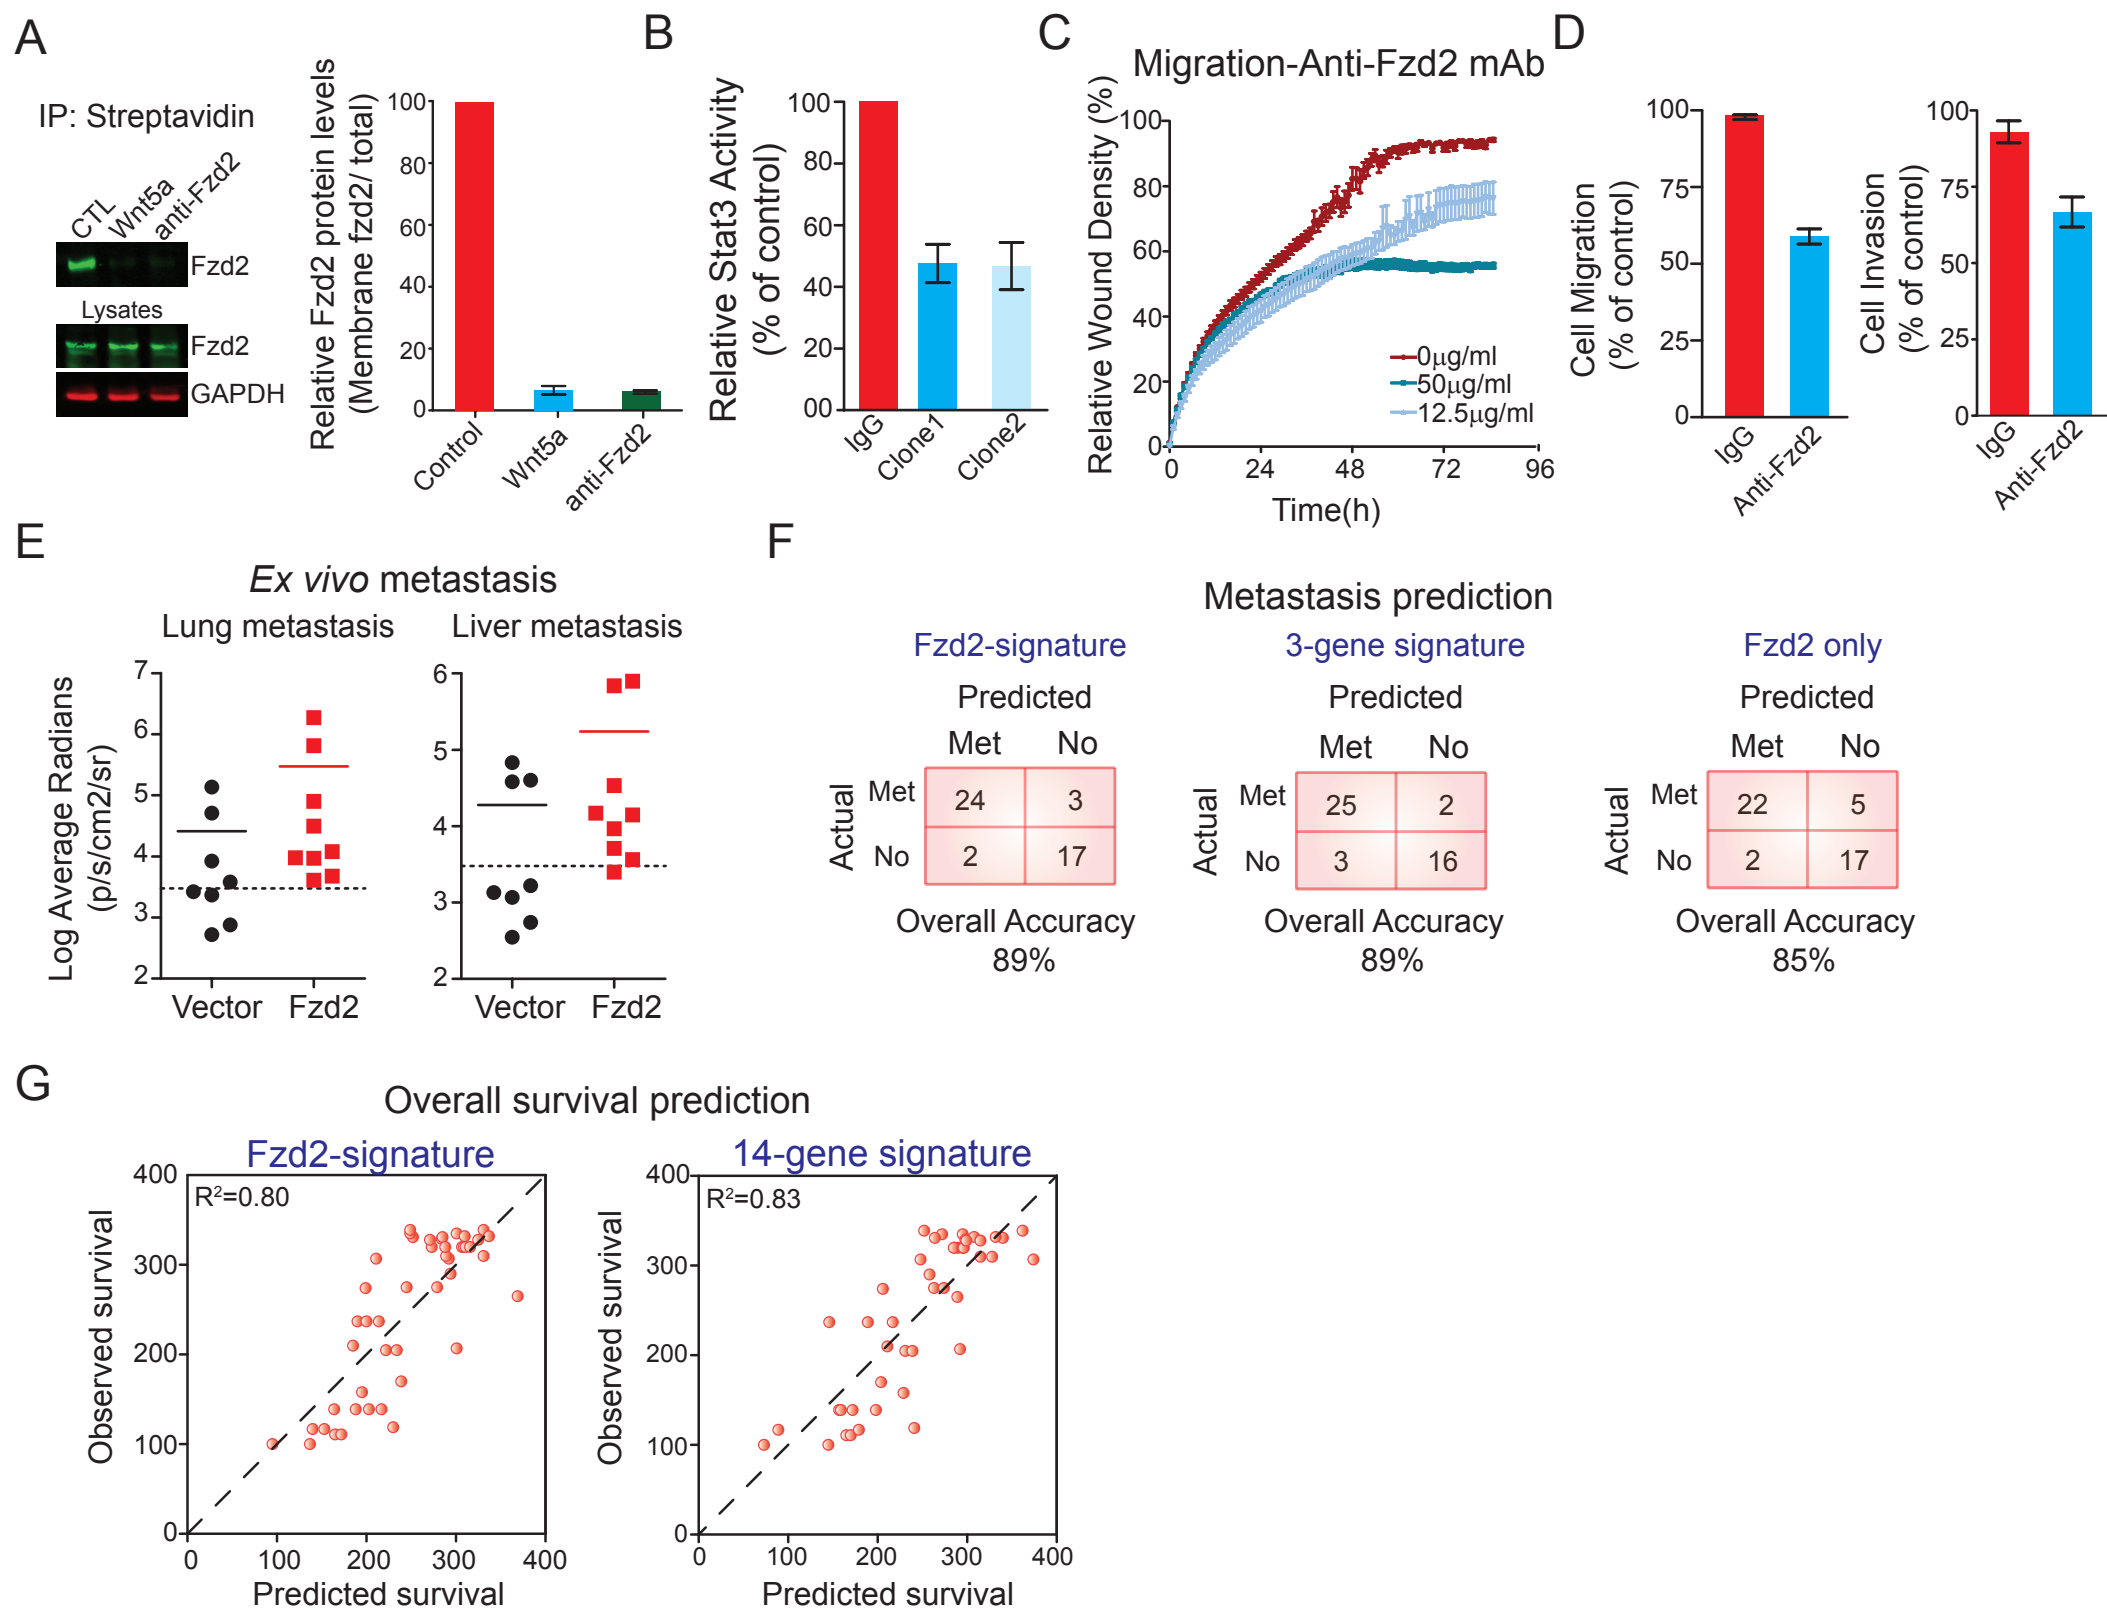 A
IP: Streptavidin
CTL
Wnt5a
anti-Fzd2
Fzd2
Lysates
Fzd2
GAPDH
Relative Fzd2 protein levels
(Membrane fzd2/ total)
100
80
60
40
20
0
Control
Wnt5a
anti-Fzd2
B
Relative Stat3 Activity
(% of control)
100
80
60
40
20
00
IgG
Clone1
Clone2
C
Migration-Anti-Fzd2 mAb
Relative Wound Density (%)
100
80
60
40
20
0
0µg/ml
50µg/ml
12.5µg/ml
0 24 48 72 96
Time(h)
D
Cell Migration
(% of control)
100
75
50
25
0
IgG
Anti-Fzd2
Cell Invasion
(% of control)
100
75
50
25
0
IgG
Anti-Fzd2
E
Ex vivo metastasis
Lung metastasis
Log Average Radians
(p/s/cm2/sr)
7
6
5
4
3
2
Vector Fzd2
Liver metastasis
6
5
4
3
2
Vector Fzd2
F
Metastasis prediction
Fzd2-signature
Predicted
Met No
Actual
Met 24 3
No 2 17
Overall Accuracy
89%
3-gene signature
Predicted
Met No
Actual
Met 25 2
No 3 16
Overall Accuracy
89%
Fzd2 only
Predicted
Met No
Actual
Met 22 5
No 2 17
Overall Accuracy
85%
G
Overall survival prediction
Fzd2-signature
R²=0.80
Observed survival
400
300
200
100
0
0 100 200 300 400
Predicted survival
14-gene signature
R²=0.83
Observed survival
400
300
200
100
0
0 100 200 300 400
Predicted survival